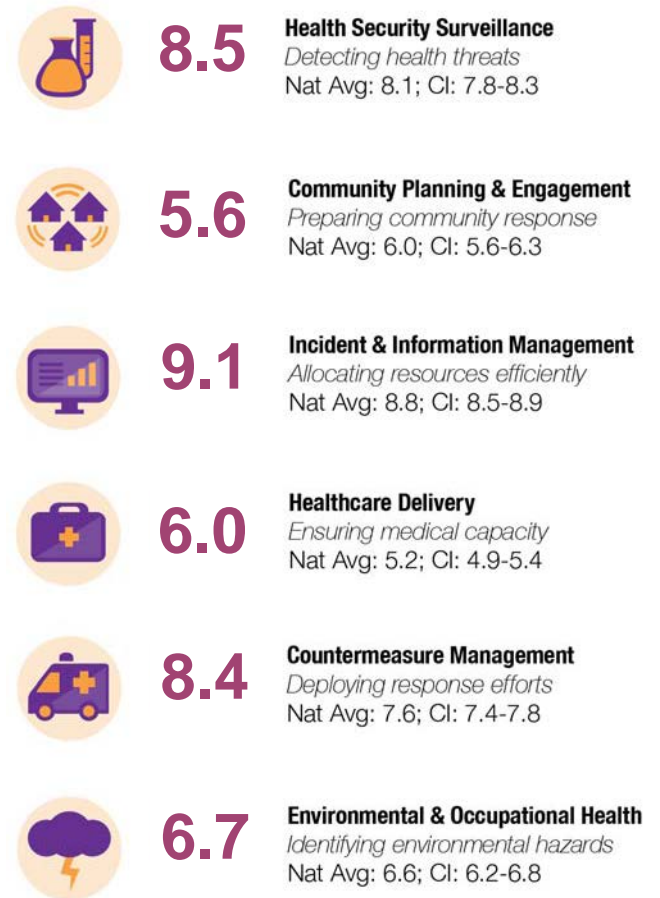 8.5
Health Security Surveillance
Detecting health threats
Nat Avg: 8.1; CI: 7.8-8.3
5.6
Community Planning & Engagement
Preparing community response
Nat Avg: 6.0; CI: 5.6-6.3
9.1
Incident & Information Management
Allocating resources efficiently
Nat Avg: 8.8; CI: 8.5-8.9
6.0
Healthcare Delivery
Ensuring medical capacity
Nat Avg: 5.2; CI: 4.9-5.4
8.4
Countermeasure Management
Deploying response efforts
Nat Avg: 7.6; CI: 7.4-7.8
6.7
Environmental & Occupational Health
Identifying environmental hazards
Nat Avg: 6.6; CI: 6.2-6.8